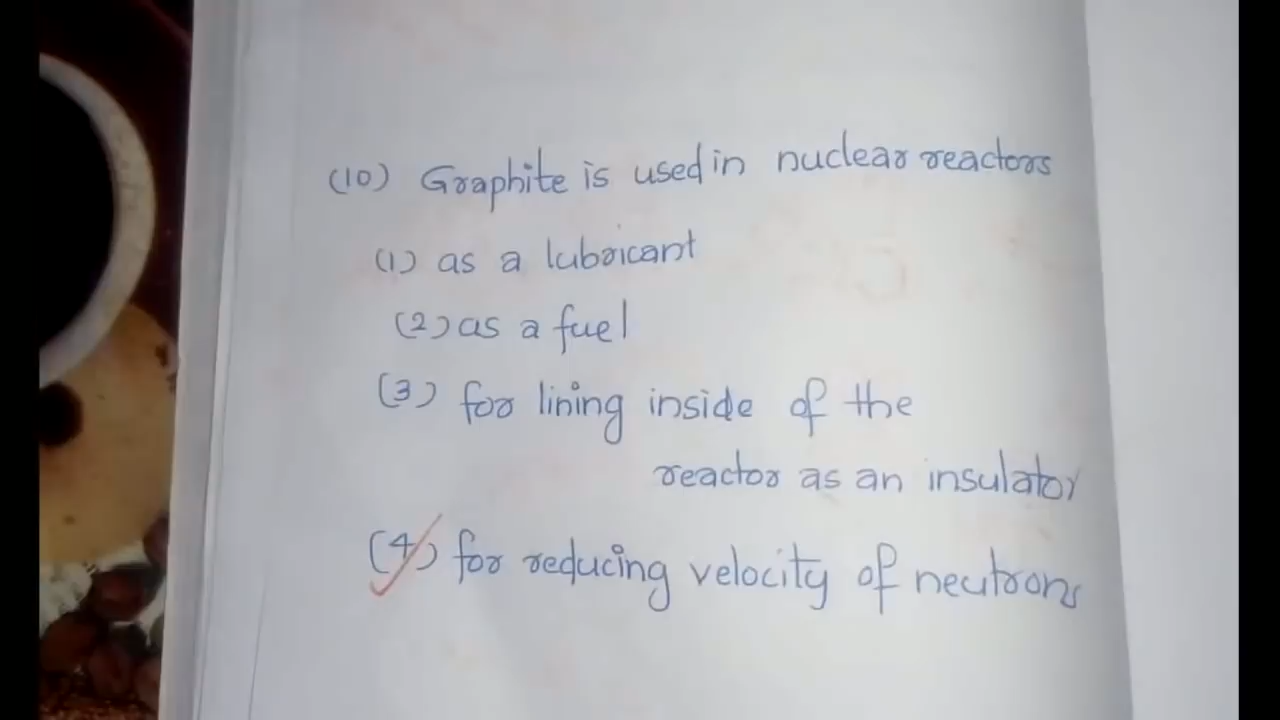 (10) Graphite is used in nuclear reactors
(1) as a lubricant
(2) as a fuel
(3) for lining inside of the
reactor as an insulator
(4) for reducing velocity of neutrons